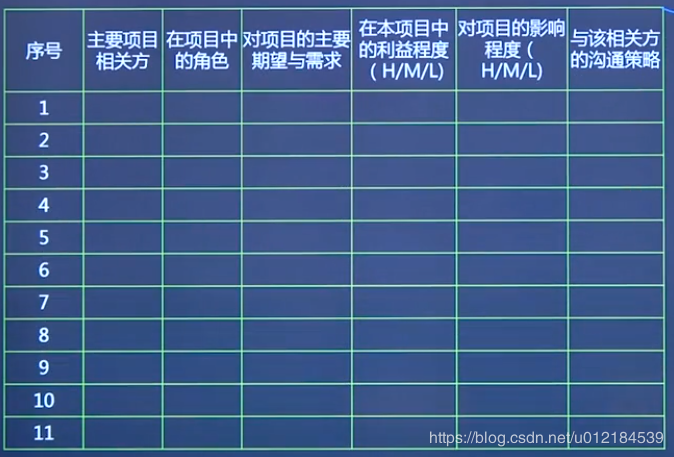 序号
主要项目
相关方
在项目中
的角色
对项目的主要
期望与需求
在本项目中
的利益程度
（H/M/L)
对项目的影响
程度（
H/M/L)
与该相关方
的沟通策略
1
2
3
4
5
6
7
8
9
10
11
https://blog.csdn.net/u012184539